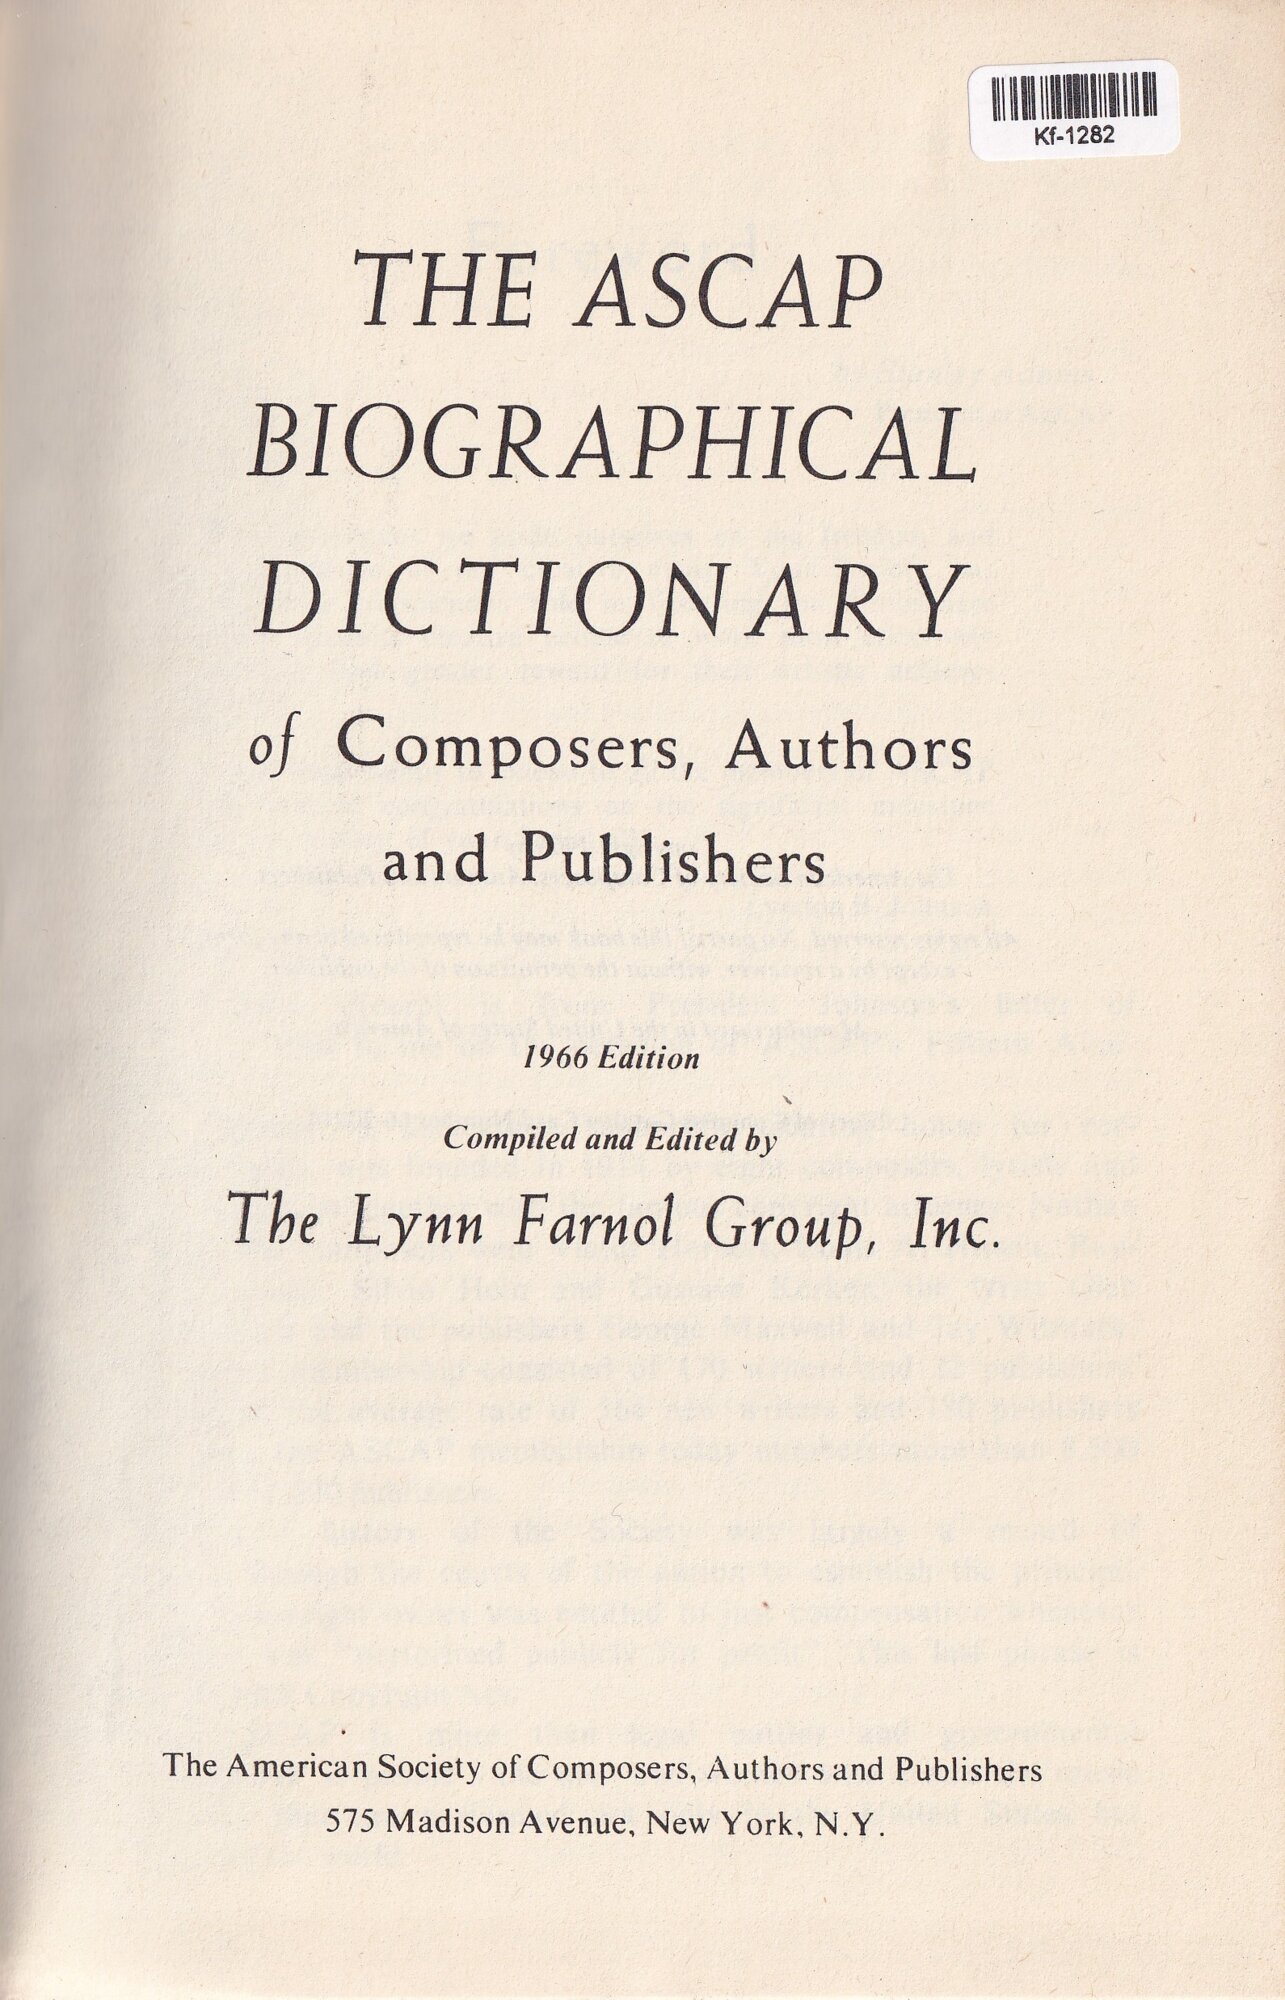 Kf-1282
THE ASCAP
BIOGRAPHICAL
DICTIONARY
of Composers, Authors
and Publishers
1966 Edition
Compiled and Edited by
The Lynn Farnol Group, Inc.
The American Society of Composers, Authors and Publishers
575 Madison Avenue, New York, N.Y.